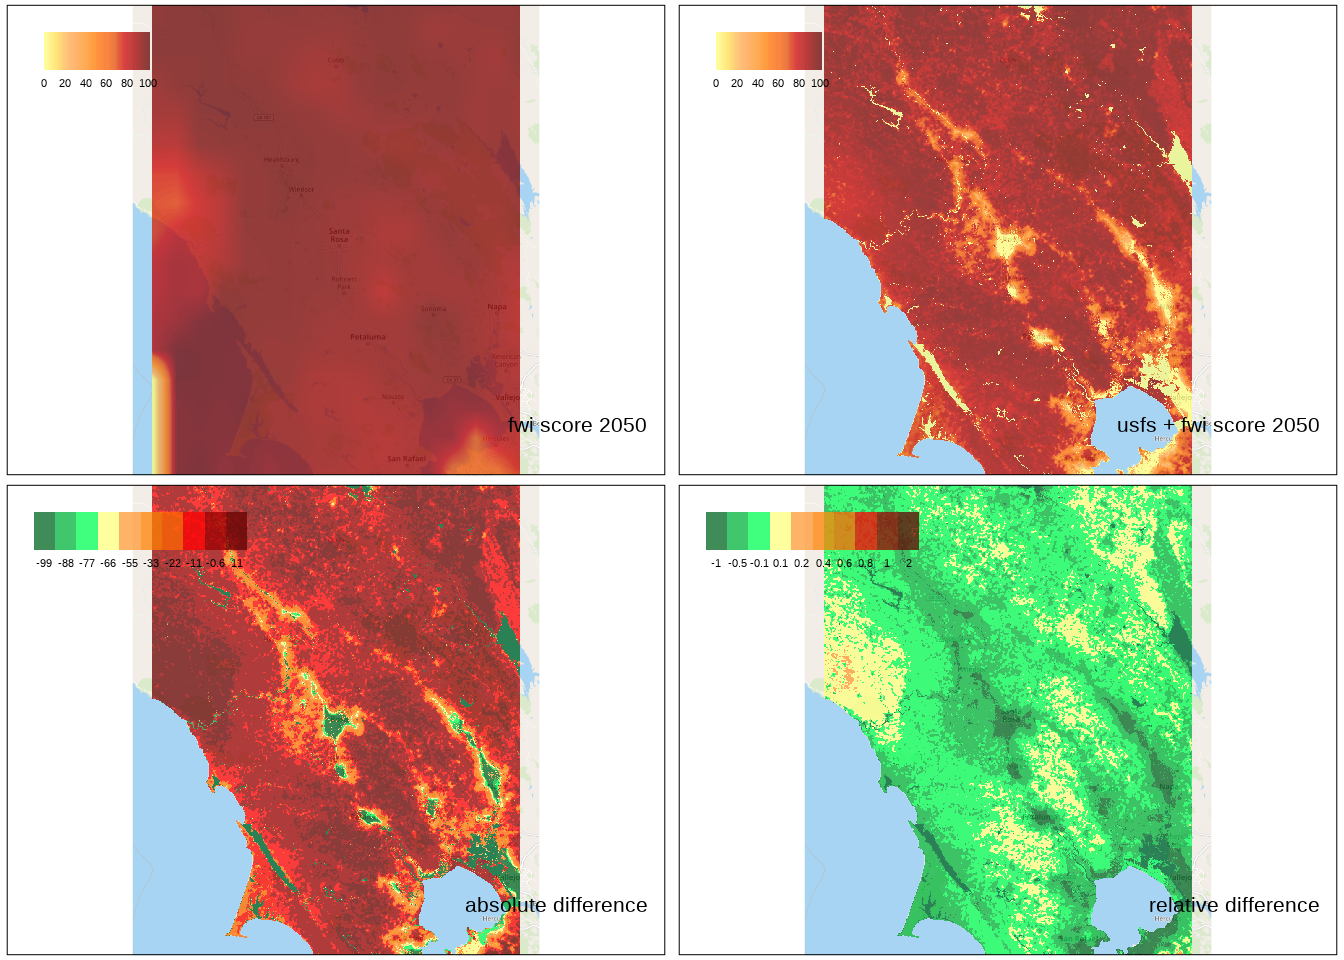 0 20 40 60 80 100
Healdsburg
Windsor
Santa
Rosa
Rohnert
Park
Sonoma
Napa
Petaluma
American
Canyon
Novato
Vallejo
fwi score 2050
Hercules
San Rafael
0 20 40 60 80 100
usfs + fwi score 2050
-99 -88 -77 -66 -55 -33 -22 -11 -0.6 11
absolute difference
-1 -0.5 -0.1 0.1 0.2 0.4 0.6 0.8 1 2
relative difference